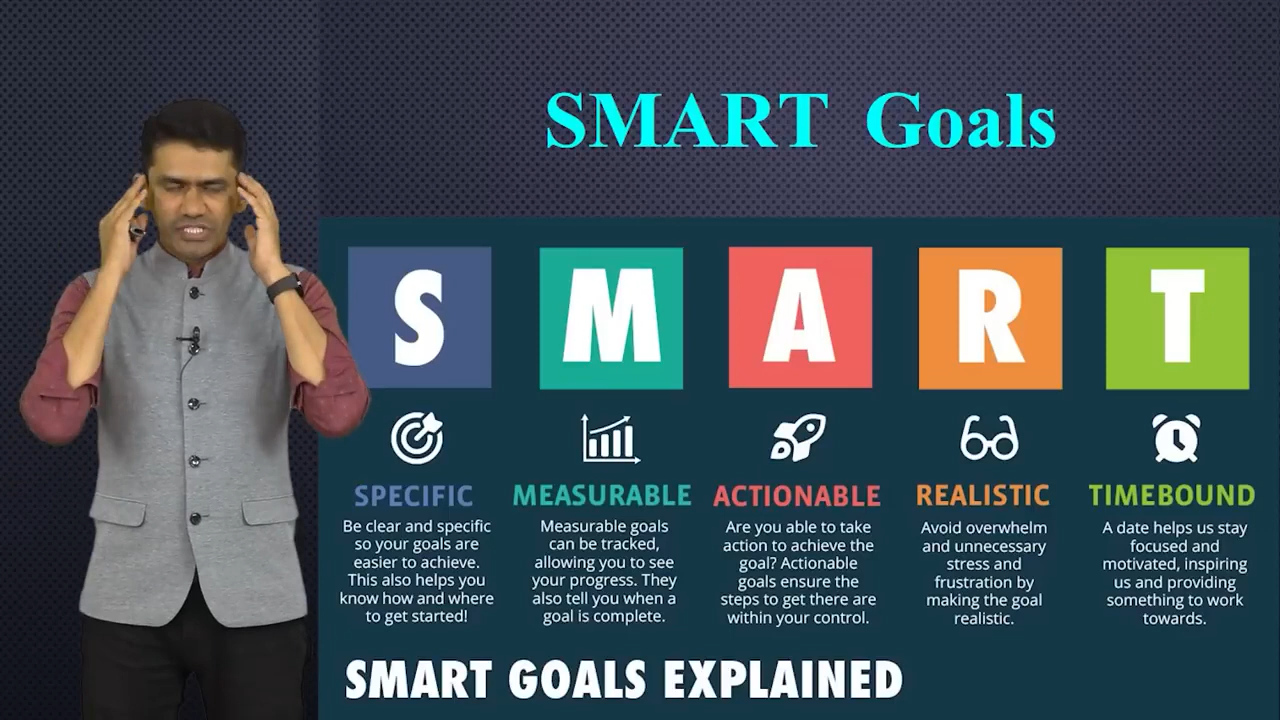 SMART Goals
S M A R T
SPECIFIC
Be clear and specific
so your goals are
easier to achieve.
This also helps you
know how and where
to get started!
MEASURABLE
Measurable goals
can be tracked,
allowing you to see
your progress. They
also tell you when a
goal is complete.
ACTIONABLE
Are you able to take
action to achieve the
goal? Actionable
goals ensure the
steps to get there are
within your control.
REALISTIC
Avoid overwhelm
and unnecessary
stress and
frustration by
making the goal
realistic.
TIMEBOUND
A date helps us stay
focused and
motivated, inspiring
us and providing
something to work
towards.
SMART GOALS EXPLAINED